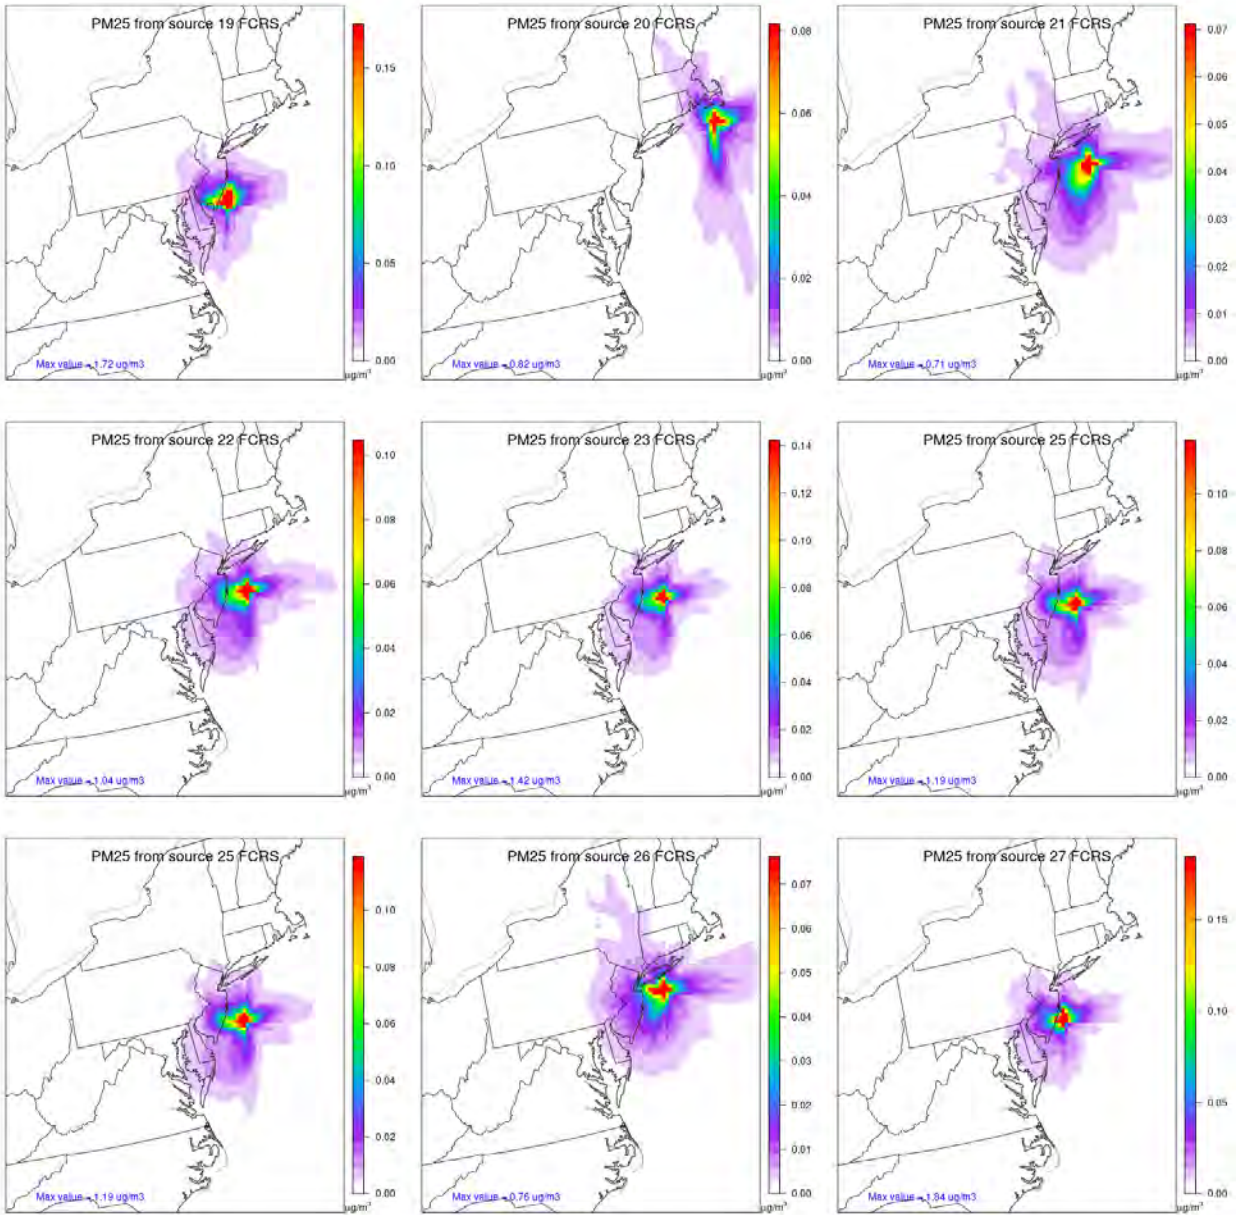 PM25 from source 19 FCRS
0.15
0.10
0.05
0.00
µg/m³
Max value = 1.72 ug/m3
PM25 from source 20 FCRS
0.08
0.06
0.04
0.02
0.00
µg/m³
Max value = 0.82 ug/m3
PM25 from source 21 FCRS
0.07
0.06
0.05
0.04
0.03
0.02
0.01
0.00
µg/m³
Max value = 0.71 ug/m3
PM25 from source 22 FCRS
0.10
0.08
0.06
0.04
0.02
0.00
µg/m³
Max value = 1.04 ug/m3
PM25 from source 23 FCRS
0.14
0.12
0.10
0.08
0.06
0.04
0.02
0.00
µg/m³
Max value = 1.42 ug/m3
PM25 from source 25 FCRS
0.10
0.08
0.06
0.04
0.02
0.00
µg/m³
Max value = 1.19 ug/m3
PM25 from source 25 FCRS
0.10
0.08
0.06
0.04
0.02
0.00
µg/m³
Max value = 1.19 ug/m3
PM25 from source 26 FCRS
0.07
0.06
0.05
0.04
0.03
0.02
0.01
0.00
µg/m³
Max value = 0.76 ug/m3
PM25 from source 27 FCRS
0.15
0.10
0.05
0.00
µg/m³
Max value = 1.84 ug/m3